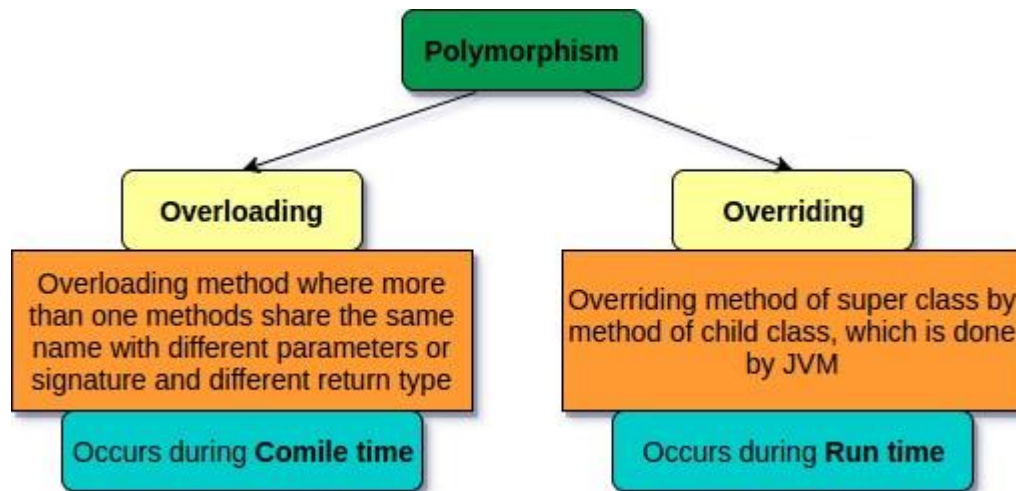 Polymorphism
Overloading
Overriding
Overloading method where more
than one methods share the same
name with different parameters or
signature and different return type
Overriding method of super class by
method of child class, which is done
by JVM
Occurs during Comile time
Occurs during Run time